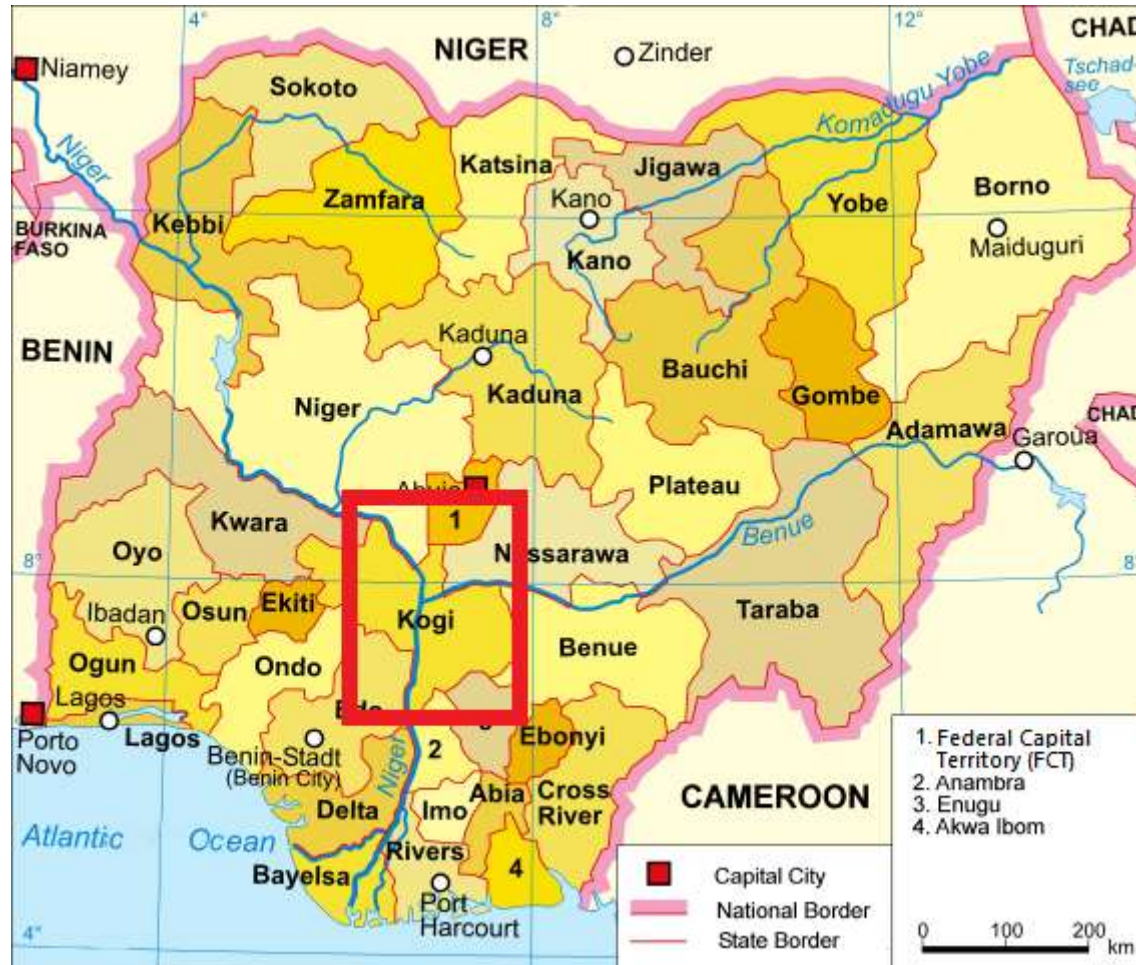 4°
8°
12°
NIGER
Zinder
CHAD
Tschad-
see
Niamey
Niger
Sokoto
Katsina
Jigawa
Komadugu Yobe
Zamfara
Kano
Kano
Yobe
Borno
Maiduguri
BURKINA
FASO
Kebbi
BENIN
Kaduna
Kaduna
Bauchi
Gombe
Niger
Adamawa
CHAD
Garoua
Plateau
1
Kwara
Benue
Oyo
8°
8
Taraba
Ibadan
Osun
Ekiti
Kogi
Benue
Ogun
Ondo
Lagos
Porto
Novo
Lagos
Benin-Stadt
(Benin City)
Niger
2
Ebonyi
Delta
Imo
Abia
Cross
River
CAMEROON
Atlantic Ocean
Rivers
Bayelsa
4
Port
Harcourt
4°
1. Federal Capital
Territory (FCT)
2. Anambra
3. Enugu
4. Akwa Ibom
Capital City
National Border
State Border
0 100 200
km